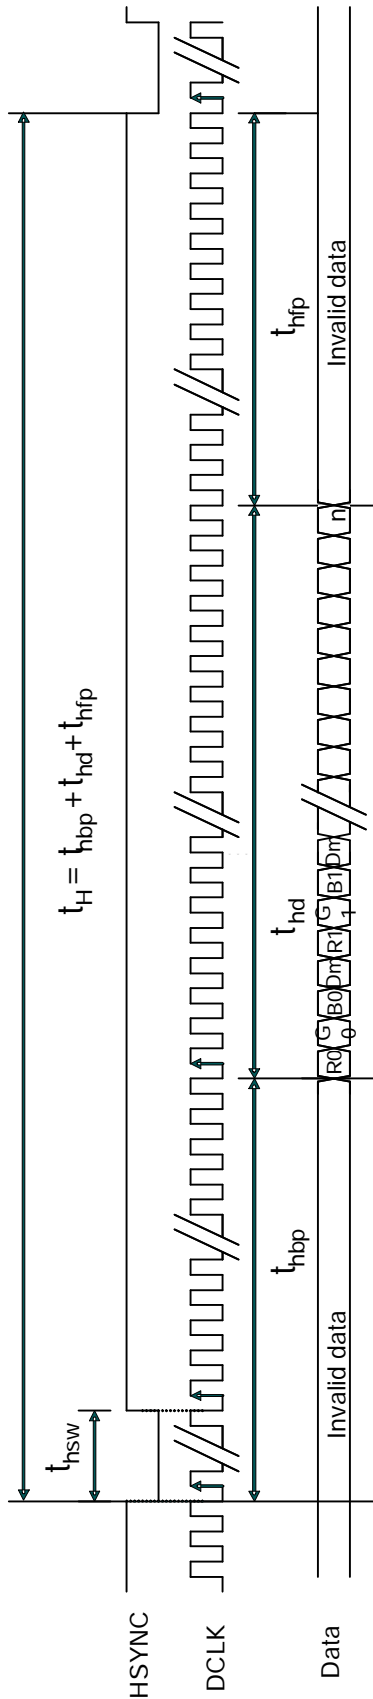 t_H = t_hbp + t_hd + t_hfp
HSYNC
t_hsw
DCLK
t_hbp
t_hd
t_hfp
Data
Invalid data
R0 G0 B0 Dm R1 G1 B1 Dm
n
Invalid data